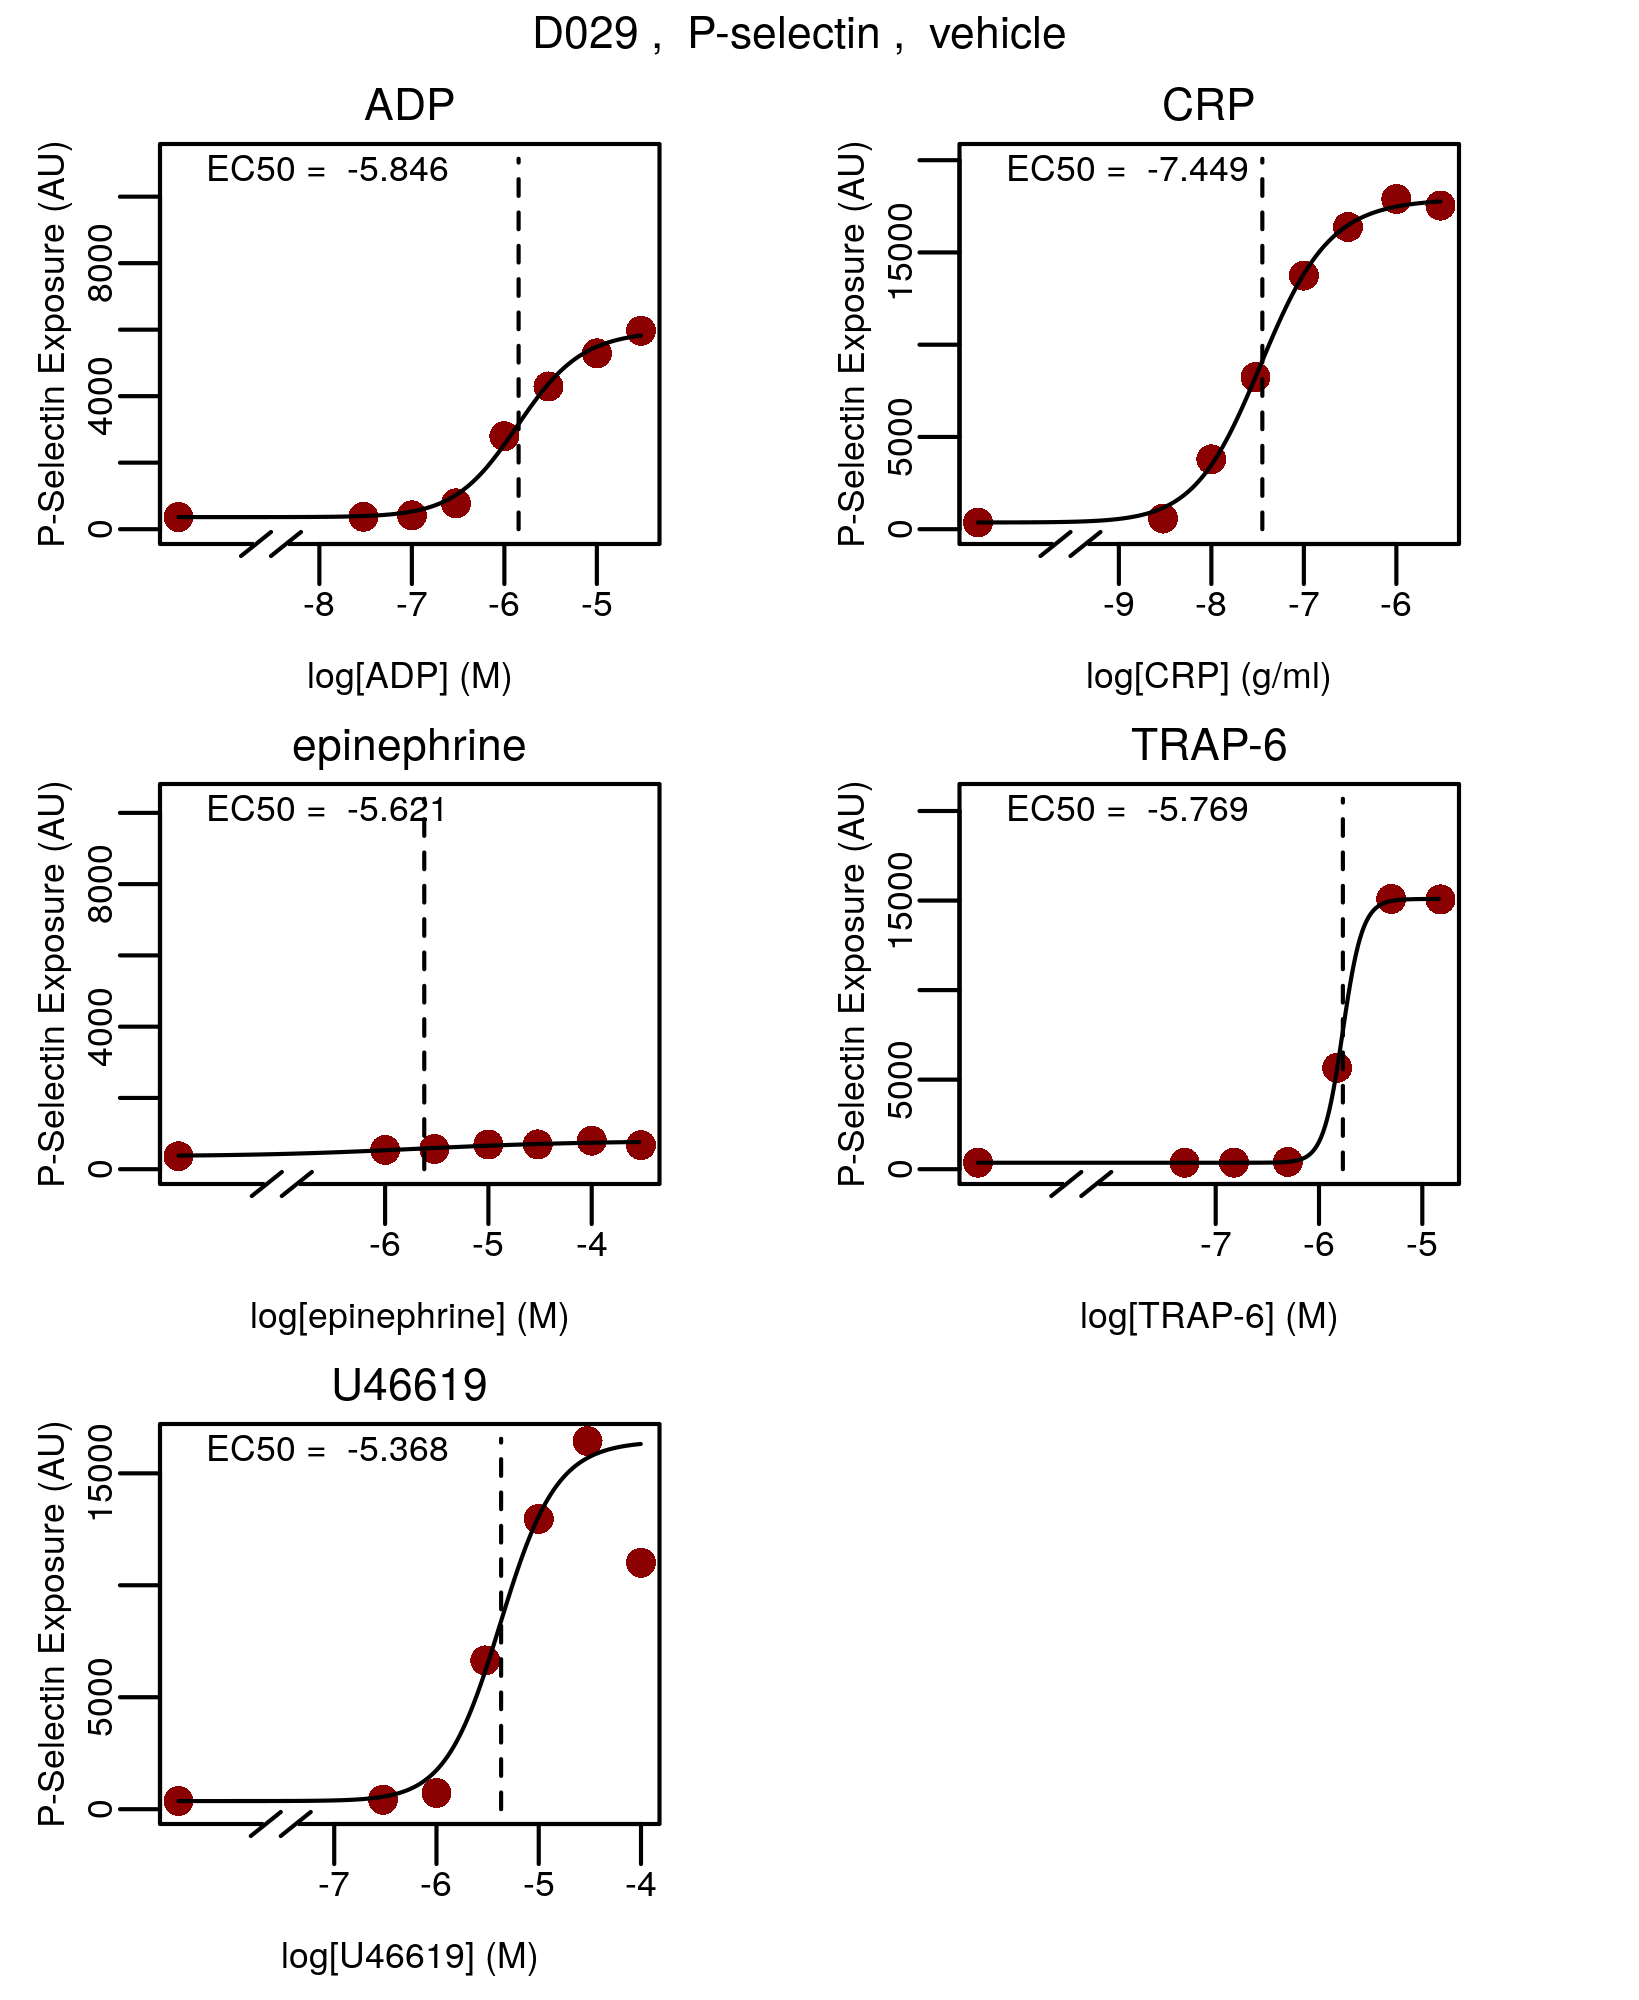 D029 , P-selectin , vehicle
ADP
EC50 = -5.846
P-Selectin Exposure (AU)
0 4000 8000
-8 -7 -6 -5
log[ADP] (M)
CRP
EC50 = -7.449
P-Selectin Exposure (AU)
0 5000 15000
-9 -8 -7 -6
log[CRP] (g/ml)
epinephrine
EC50 = -5.621
P-Selectin Exposure (AU)
0 4000 8000
-6 -5 -4
log[epinephrine] (M)
TRAP-6
EC50 = -5.769
P-Selectin Exposure (AU)
0 5000 15000
-7 -6 -5
log[TRAP-6] (M)
U46619
EC50 = -5.368
P-Selectin Exposure (AU)
0 5000 15000
-7 -6 -5 -4
log[U46619] (M)